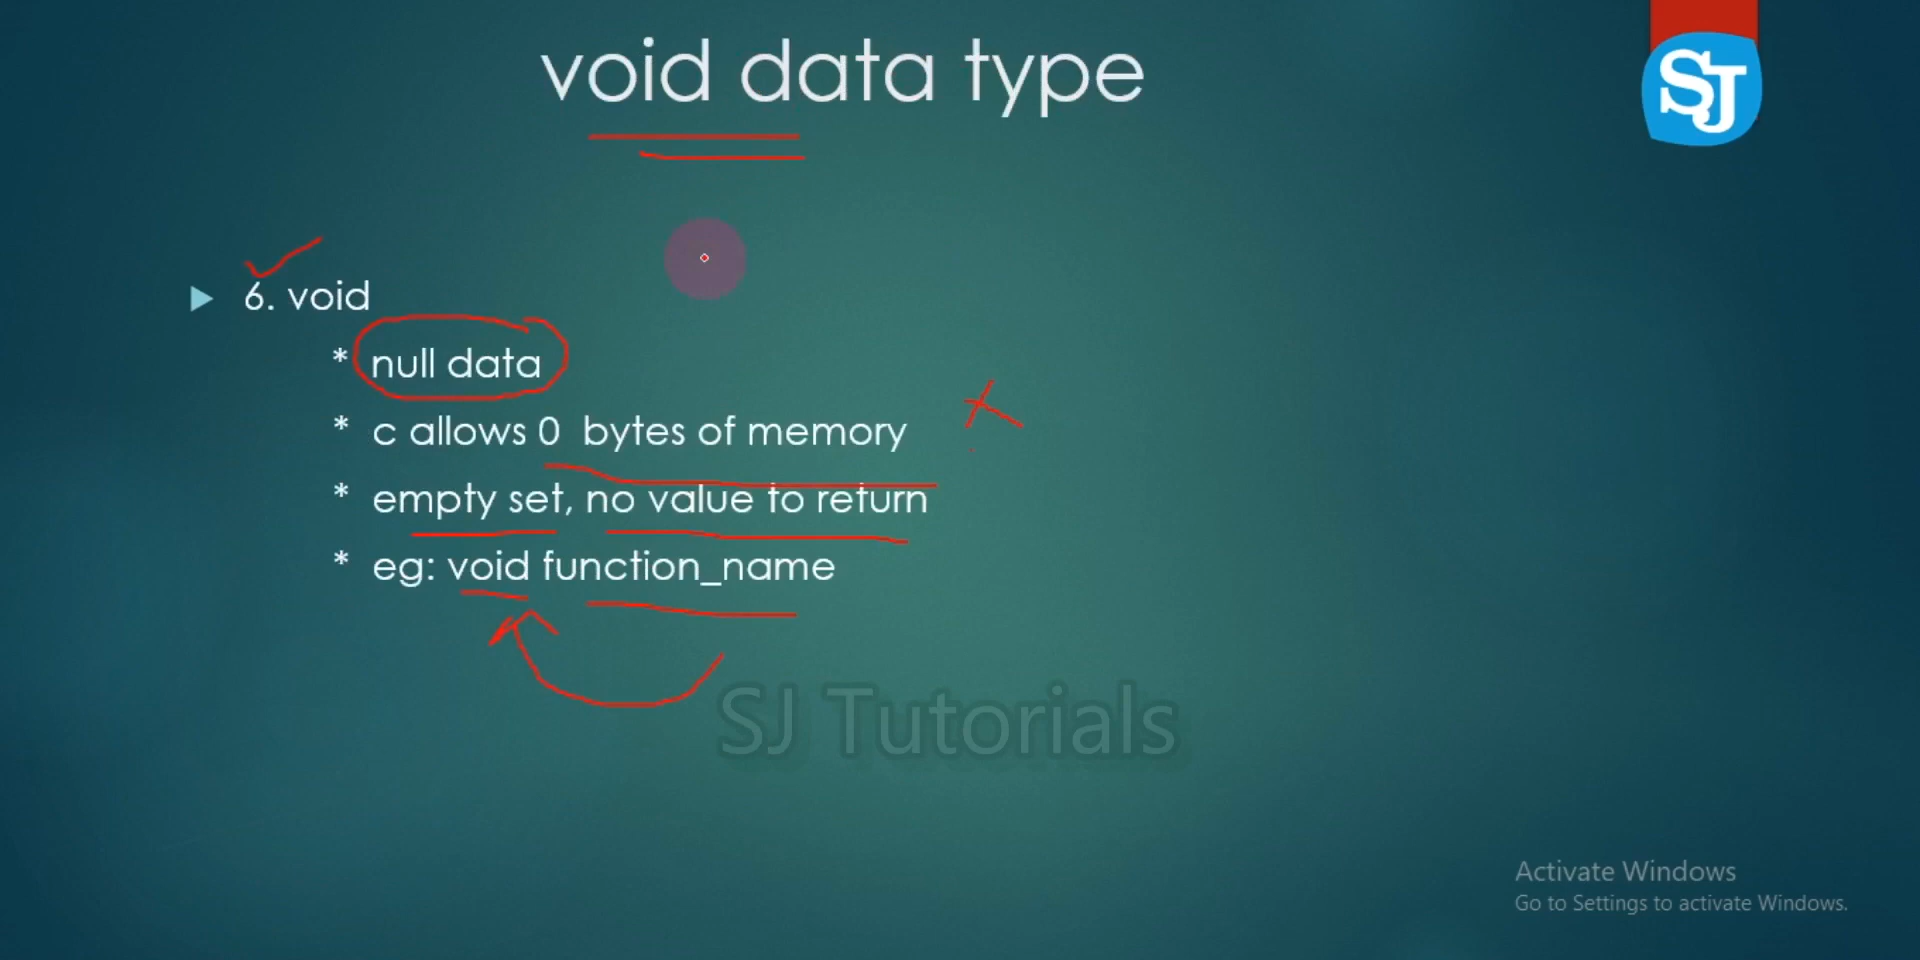 void data type
SJ
6. void
* null data
* c allows 0 bytes of memory
* empty set, no value to return
* eg: void function_name
SJ Tutorials
Activate Windows
Go to Settings to activate Windows.